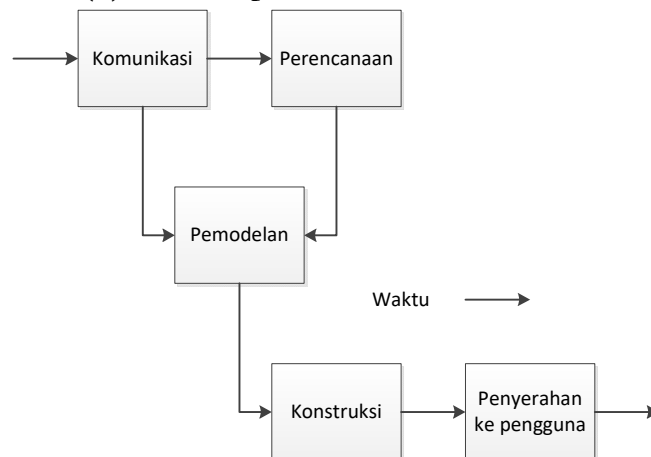 Komunikasi
Perencanaan
Pemodelan
Waktu
Konstruksi
Penyerahan
ke pengguna